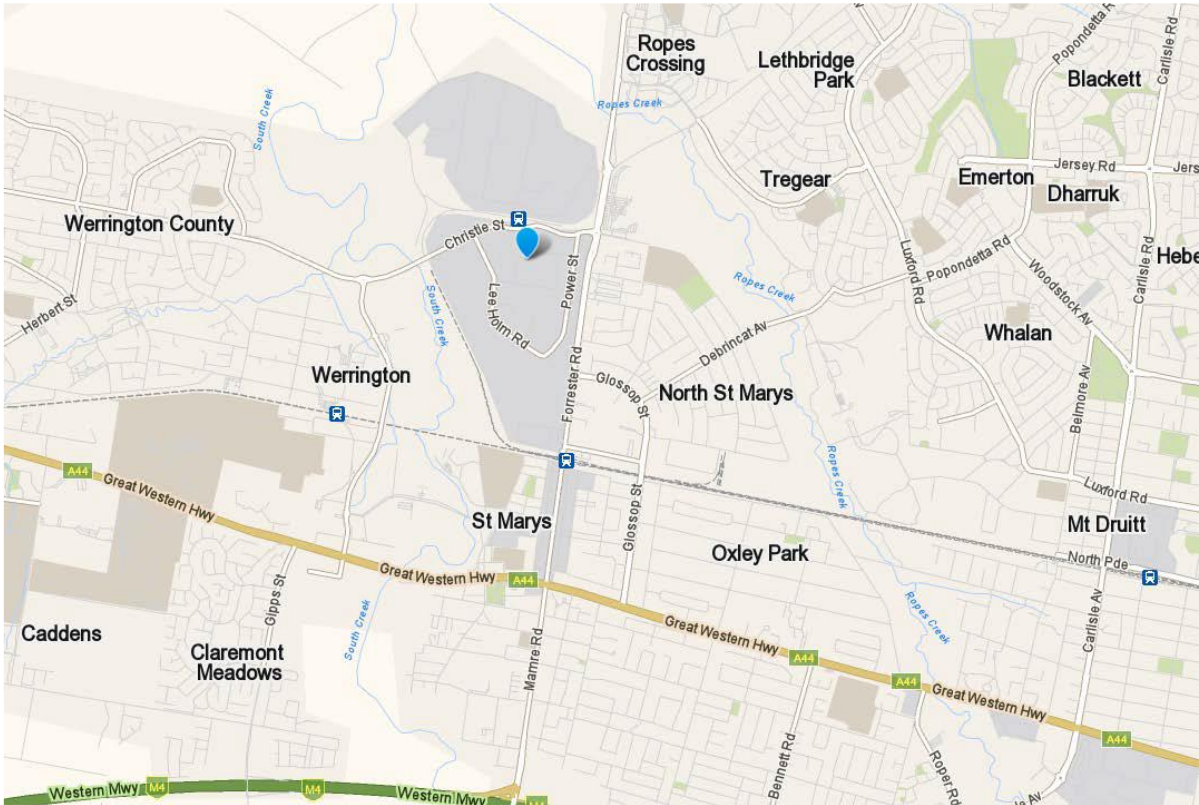 Ropes
Crossing
Lethbridge
Park
Popondetta Rd
Blackett
Carlisle Rd
South Creek
Ropes Creek
Jersey Rd
Tregear
Emerton
Dharruk
Werrington County
Christie St
Power St
Lee Holm Rd
Luxford Rd
Popondetta Rd
Woodstock Av
Carlisle Rd
Herbert St
South Creek
Ropes Creek
Debrincat Av
Whalan
Werrington
Forrester Rd
Glossop St
North St Marys
Belmore Av
A44
Great Western Hwy
Ropes Creek
Luxford Rd
St Marys
Glossop St
Oxley Park
Mt Druitt
North Pde
Great Western Hwy
A44
Gipps St
Caddens
Claremont
Meadows
South Creek
Mamre Rd
Great Western Hwy
A44
Ropes Creek
Carlisle Av
A44
Great Western Hwy
A44
Bennett Rd
Roper Rd
Western Mwy
M4
M4
Western Mwy